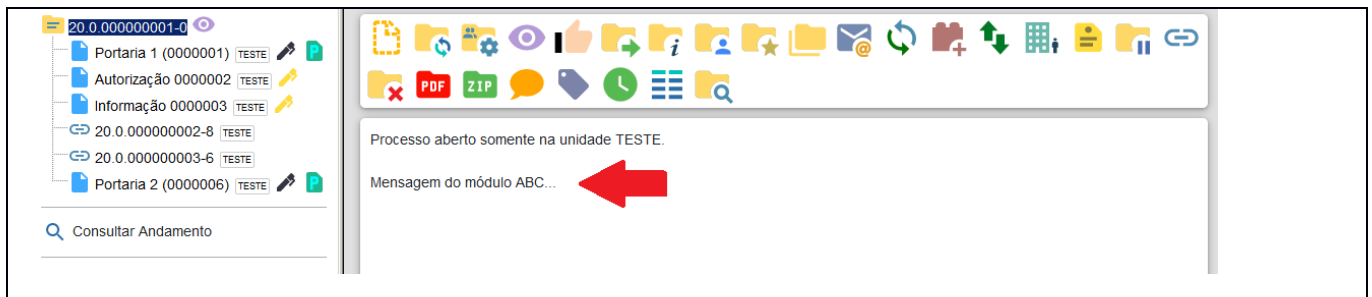 20.0.000000001-0
Portaria 1 (0000001) TESTE P
Autorização 0000002 TESTE
Informação 0000003 TESTE
20.0.000000002-8 TESTE
20.0.000000003-6 TESTE
Portaria 2 (0000006) TESTE P
Consultar Andamento
i @
PDF ZIP
Processo aberto somente na unidade TESTE.
Mensagem do módulo ABC...